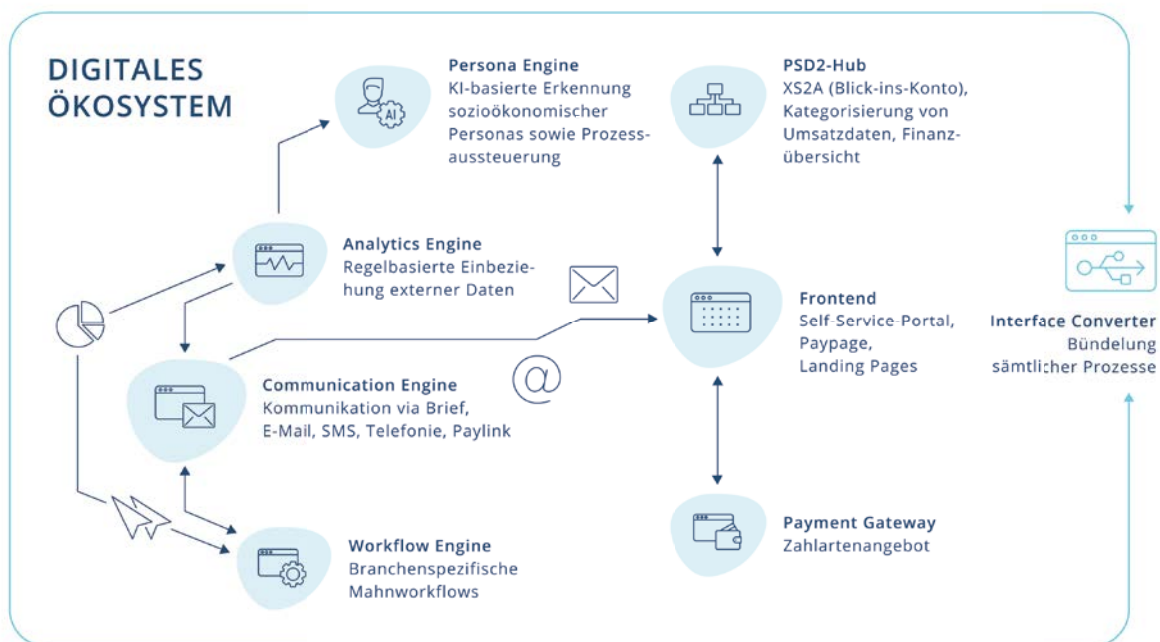 DIGITALES
ÖKOSYSTEM
Persona Engine
KI-basierte Erkennung
sozioökonomischer
Personas sowie Prozess-
aussteuerung
AI
PSD2-Hub
XS2A (Blick-ins-Konto),
Kategorisierung von
Umsatzdaten, Finanz-
übersicht
Analytics Engine
Regelbasierte Einbezie-
hung externer Daten
Frontend
Self-Service-Portal,
Paypage,
Landing Pages
Interface Converter
Bündelung
sämtlicher Prozesse
@
Communication Engine
Kommunikation via Brief,
E-Mail, SMS, Telefonie, Paylink
Workflow Engine
Branchenspezifische
Mahnworkflows
Payment Gateway
Zahlartenangebot